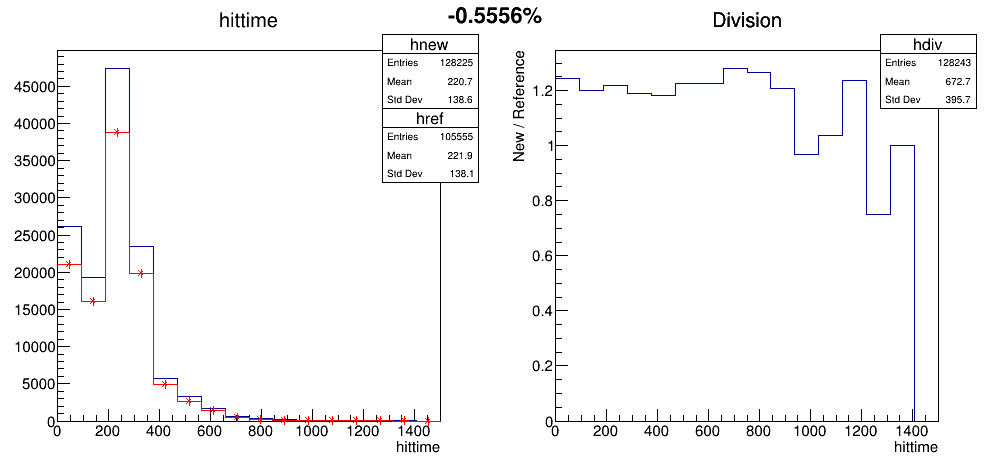 -0.5556%
hittime
hnew
Entries 128225
Mean 220.7
Std Dev 138.6
href
Entries 105555
Mean 221.9
Std Dev 138.1
45000
40000
35000
30000
25000
20000
15000
10000
5000
0
0 200 400 600 800 1000 1200 1400
hittime
Division
hdiv
Entries 128243
Mean 672.7
Std Dev 395.7
New / Reference
1.2
1
0.8
0.6
0.4
0.2
0
0 200 400 600 800 1000 1200 1400
hittime